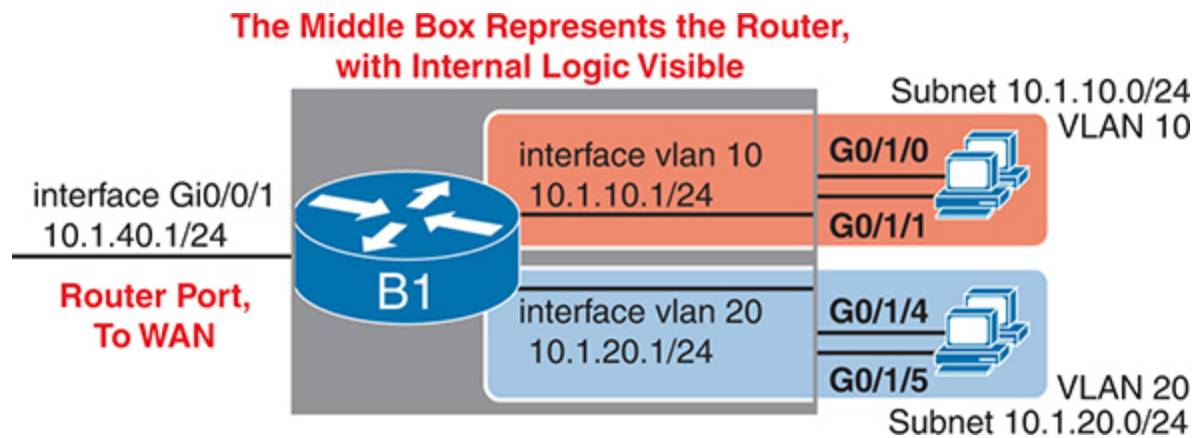 The Middle Box Represents the Router,
with Internal Logic Visible
Subnet 10.1.10.0/24
VLAN 10
interface Gi0/0/1
10.1.40.1/24
Router Port,
To WAN
B1
interface vlan 10
10.1.10.1/24
G0/1/0
G0/1/1
interface vlan 20
10.1.20.1/24
G0/1/4
G0/1/5
VLAN 20
Subnet 10.1.20.0/24